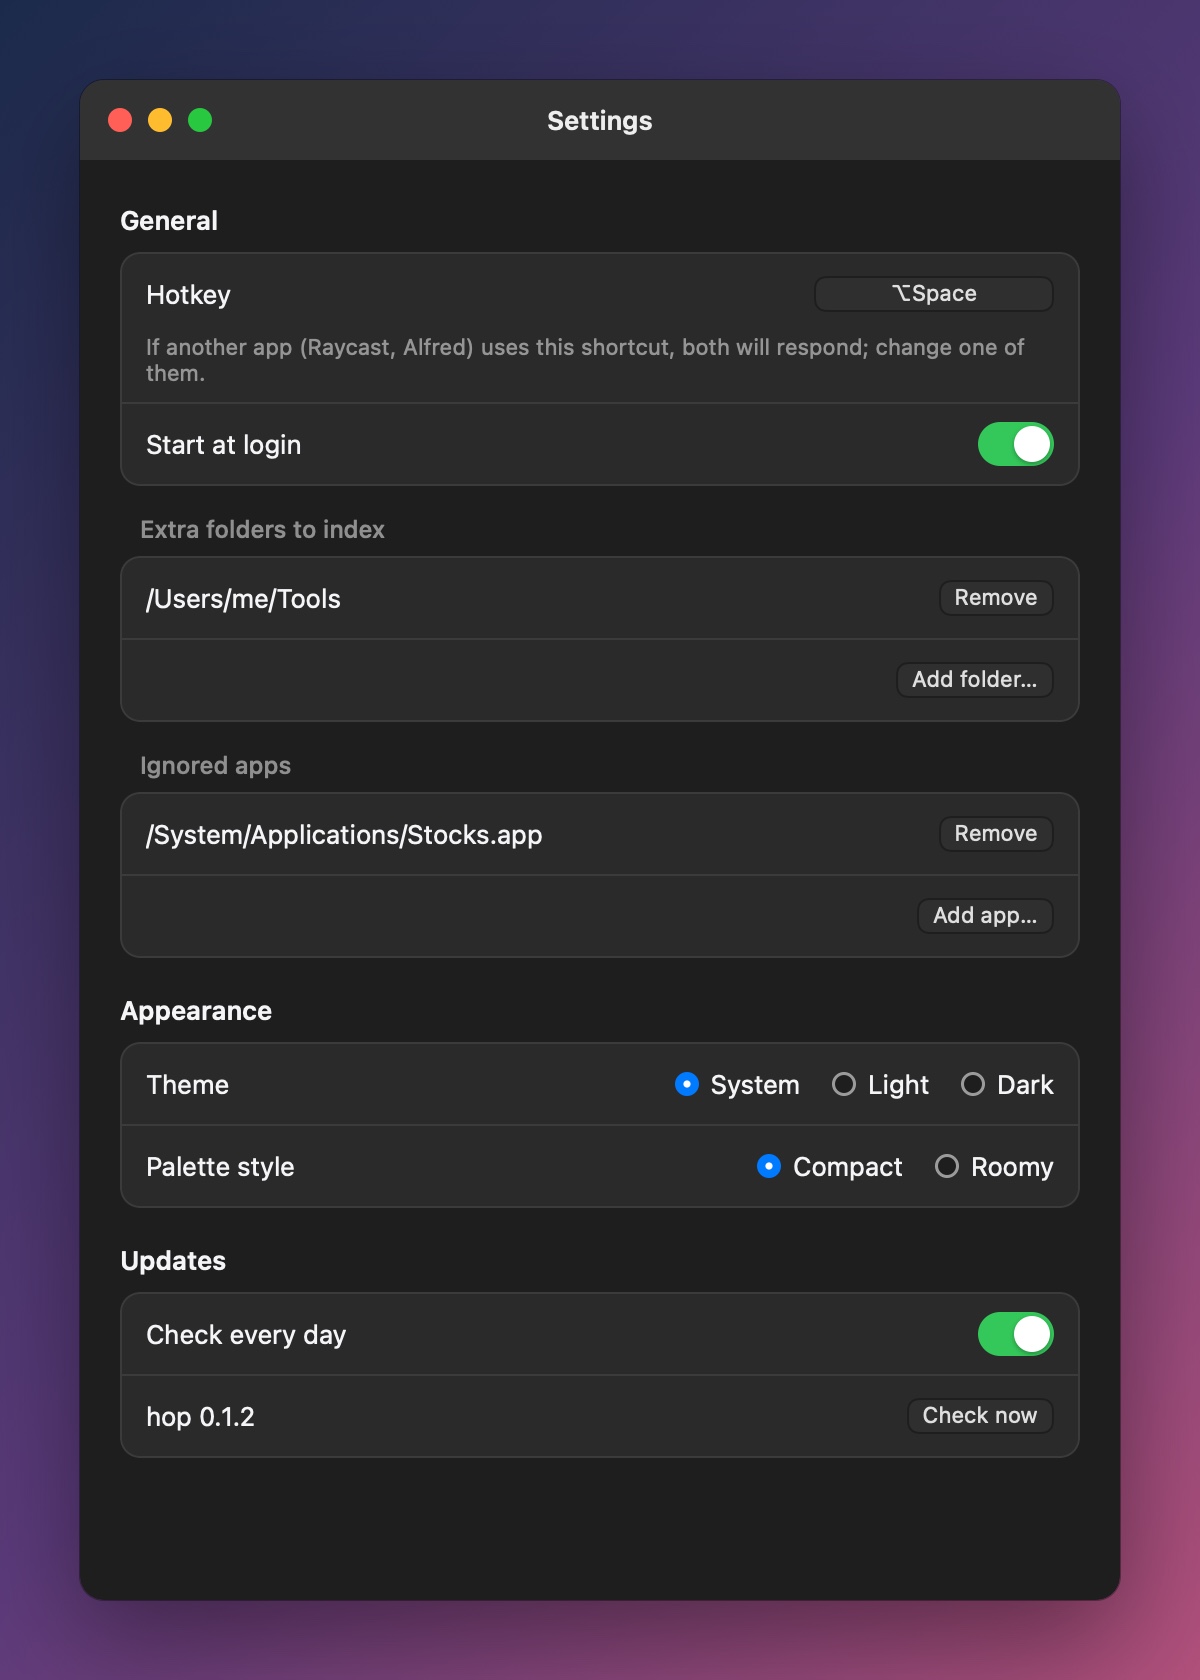 Settings
General
Hotkey
⌥Space
If another app (Raycast, Alfred) uses this shortcut, both will respond; change one of
them.
Start at login
Extra folders to index
/Users/me/Tools
Remove
Add folder...
Ignored apps
/System/Applications/Stocks.app
Remove
Add app...
Appearance
Theme
System
Light
Dark
Palette style
Compact
Roomy
Updates
Check every day
hop 0.1.2
Check now